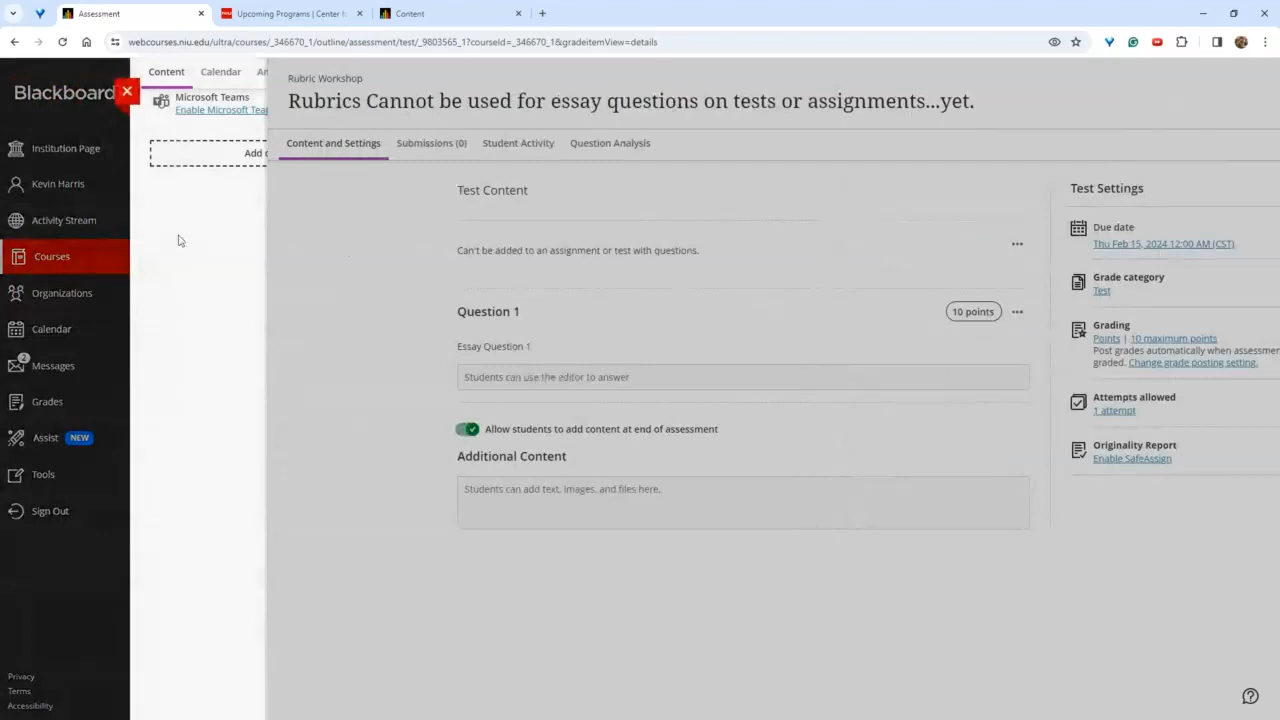 Assessment
Upcoming Programs | Center t
Content
webcourses.niu.edu/ultra/courses/_346670_1/outline/assessment/test/_9803565_1?courseId=_346670_1&gradeitemView=details
Blackboard
Institution Page
Kevin Harris
Activity Stream
Courses
Organizations
Calendar
2
Messages
Grades
Assist NEW
Tools
Sign Out
Privacy
Terms
Accessibility
Content Calendar An
Microsoft Teams
Enable Microsoft Tea
Add c
Rubric Workshop
Rubrics Cannot be used for essay questions on tests or assignments...yet.
Content and Settings Submissions (0) Student Activity Question Analysis
Test Content
Can't be added to an assignment or test with questions.
Question 1 10 points
Essay Question 1
Students can use the editor to answer
Allow students to add content at end of assessment
Additional Content
Students can add text, images, and files here.
Test Settings
Due date
Thu Feb 15, 2024 12:00 AM (CST)
Grade category
Test
Grading
Points | 10 maximum points
Post grades automatically when assessmen
graded. Change grade posting setting.
Attempts allowed
1 attempt
Originality Report
Enable SafeAssign